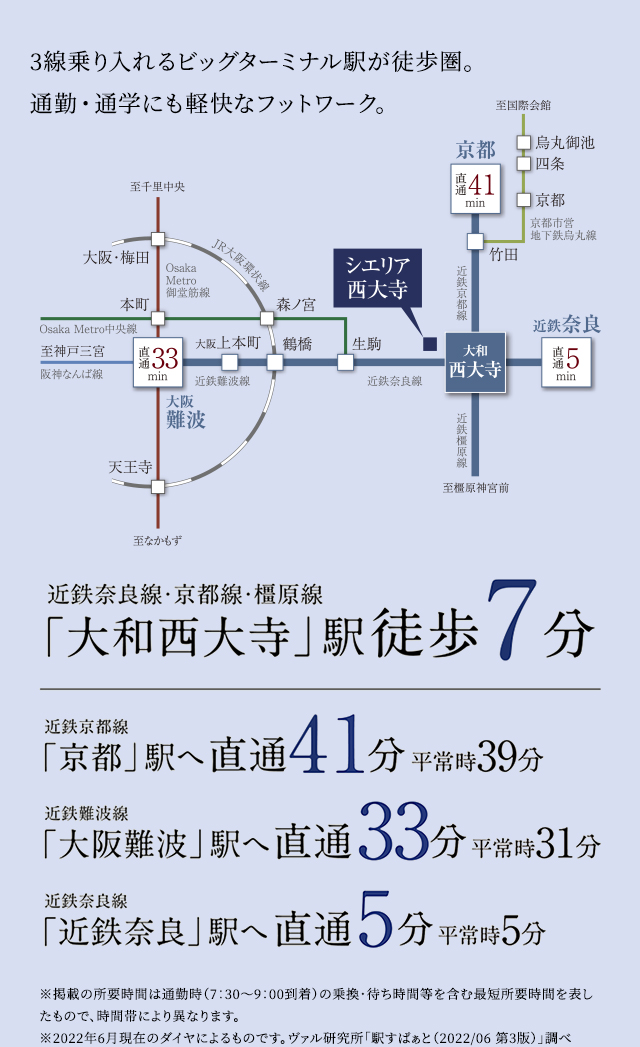 3線乗り入れるビッグターミナル駅が徒歩圏。
通勤・通学にも軽快なフットワーク。
至国際会館
烏丸御池
四条
京都
京都市営
地下鉄烏丸線
竹田
京都
直通41min
近鉄京都線
至千里中央
大阪・梅田
JR大阪環状線
Osaka
Metro
御堂筋線
本町
森ノ宮
Osaka Metro中央線
至神戸三宮
阪神なんば線
直通33min
大阪
難波
大阪上本町
鶴橋
生駒
近鉄難波線
近鉄奈良線
シエリア
西大寺
大和
西大寺
近鉄奈良
直通5min
近鉄橿原線
至橿原神宮前
天王寺
至なかもず
近鉄奈良線・京都線・橿原線
「大和西大寺」駅徒歩7分
近鉄京都線
「京都」駅へ直通41分 平常時39分
近鉄難波線
「大阪難波」駅へ直通33分 平常時31分
近鉄奈良線
「近鉄奈良」駅へ直通5分 平常時5分
※掲載の所要時間は通勤時(7:30〜9:00到着)の乗換・待ち時間等を含む最短所要時間を表し
たもので、時間帯により異なります。
※2022年6月現在のダイヤによるものです。ヴァル研究所「駅すぱぁと(2022/06 第3版)」調べ